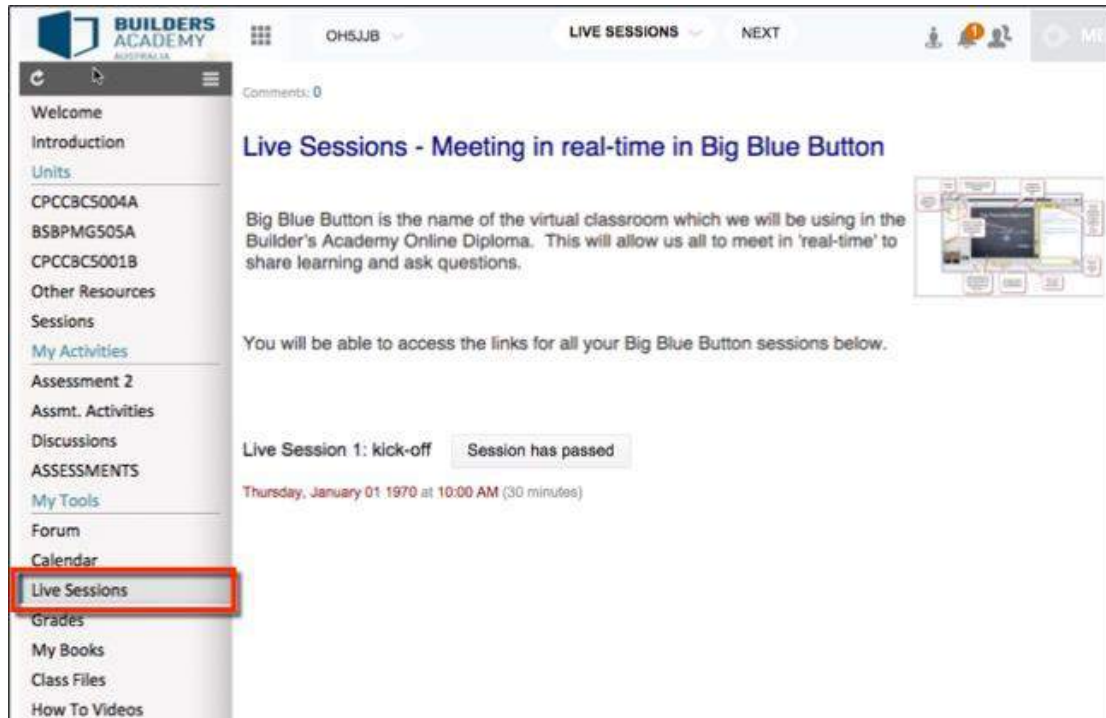 BUILDERS
ACADEMY
AUSTRALIA
OH5JJB
LIVE SESSIONS
NEXT
1
Welcome
Introduction
Units
CPCCBC5004A
BSBPMG505A
CPCCBC5001B
Other Resources
Sessions
My Activities
Assessment 2
Assmt. Activities
Discussions
ASSESSMENTS
My Tools
Forum
Calendar
Live Sessions
Grades
My Books
Class Files
How To Videos
Comments: 0
Live Sessions - Meeting in real-time in Big Blue Button
Big Blue Button is the name of the virtual classroom which we will be using in the
Builder's Academy Online Diploma. This will allow us all to meet in 'real-time' to
share learning and ask questions.
You will be able to access the links for all your Big Blue Button sessions below.
Live Session 1: kick-off
Session has passed
Thursday, January 01 1970 at 10:00 AM (30 minutes)